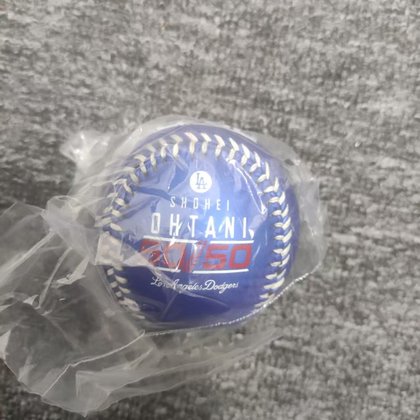 LA
SHOHEI
OHTANI
50/50
Los Angeles Dodgers